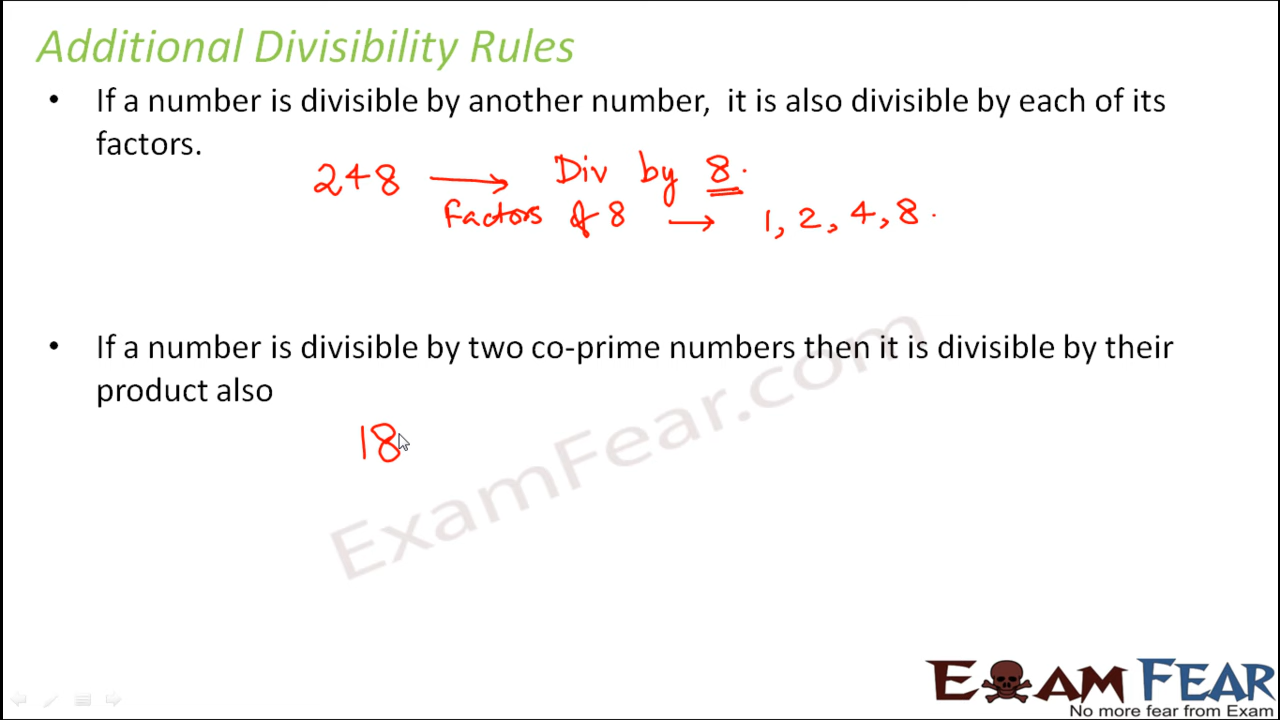 Additional Divisibility Rules
• If a number is divisible by another number, it is also divisible by each of its
factors.
248 → Div by 8.
Factors of 8 → 1, 2, 4, 8.
• If a number is divisible by two co-prime numbers then it is divisible by their
product also
18
ExamFear.com
EXAM FEAR
No more fear from Exam